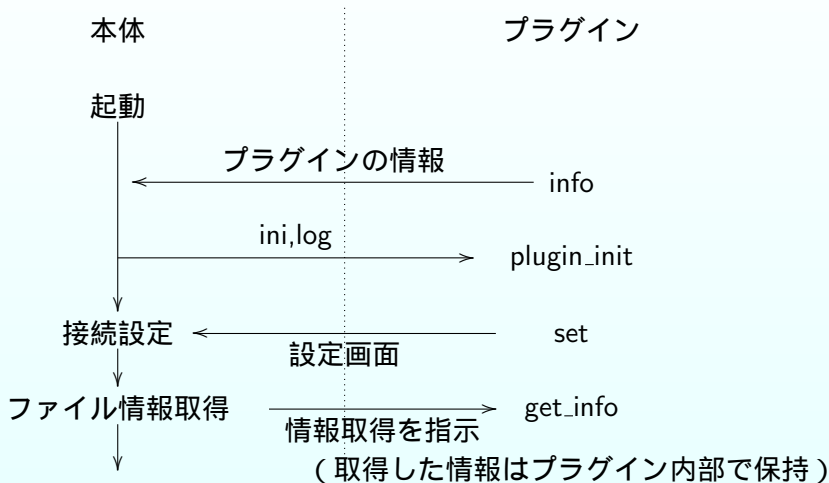 本体 プラグイン
起動
プラグインの情報
info
ini,log
plugin_init
接続設定
set
設定画面
ファイル情報取得
get_info
情報取得を指示
（取得した情報はプラグイン内部で保持）